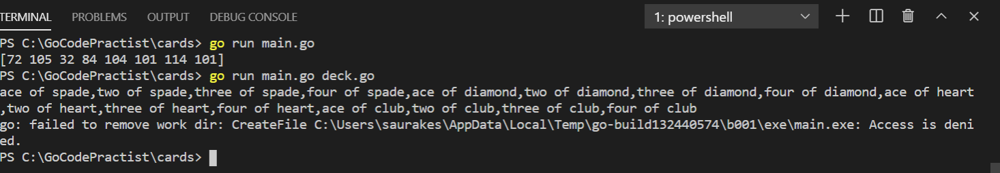 TERMINAL PROBLEMS OUTPUT DEBUG CONSOLE 1: powershell
PS C:\GoCodePractist\cards> go run main.go
[72 105 32 84 104 101 114 101]
PS C:\GoCodePractist\cards> go run main.go deck.go
ace of spade,two of spade,three of spade,four of spade,ace of diamond,two of diamond,three of diamond,four of diamond,ace of heart
,two of heart,three of heart,four of heart,ace of club,two of club,three of club,four of club
go: failed to remove work dir: CreateFile C:\Users\saurakes\AppData\Local\Temp\go-build132440574\b001\exe\main.exe: Access is deni
ed.
PS C:\GoCodePractist\cards>